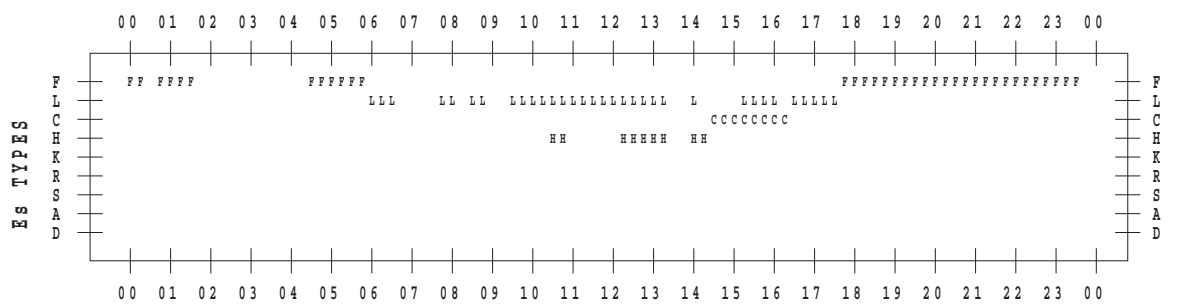 00 01 02 03 04 05 06 07 08 09 10 11 12 13 14 15 16 17 18 19 20 21 22 23 00
F FF FFFF FFFFFF FFFFFFFFFFFFFFFFFFFFFFFF F
L LLL LL LL LLLLLLLLLLLLLLLL L LLLL LLLLL L
C CCCCCCCC C
H HH HHHHH HH H
K K
R R
S S
A A
D D
Es TYPES
00 01 02 03 04 05 06 07 08 09 10 11 12 13 14 15 16 17 18 19 20 21 22 23 00